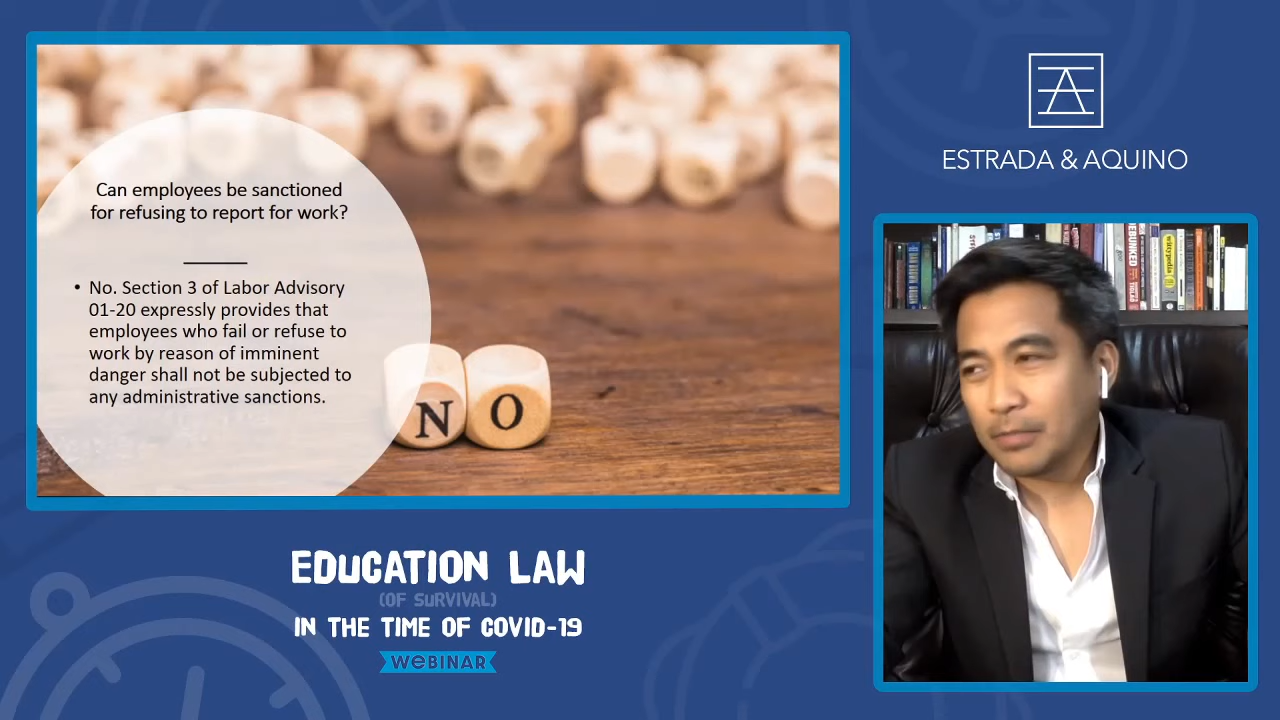 Can employees be sanctioned
for refusing to report for work?
• No. Section 3 of Labor Advisory
01-20 expressly provides that
employees who fail or refuse to
work by reason of imminent
danger shall not be subjected to
any administrative sanctions.
N O
ESTRADA & AQUINO
DEBUNKED
EDUCATION LAW
(OF SURVIVAL)
IN THE TIME OF COVID-19
WEBINAR